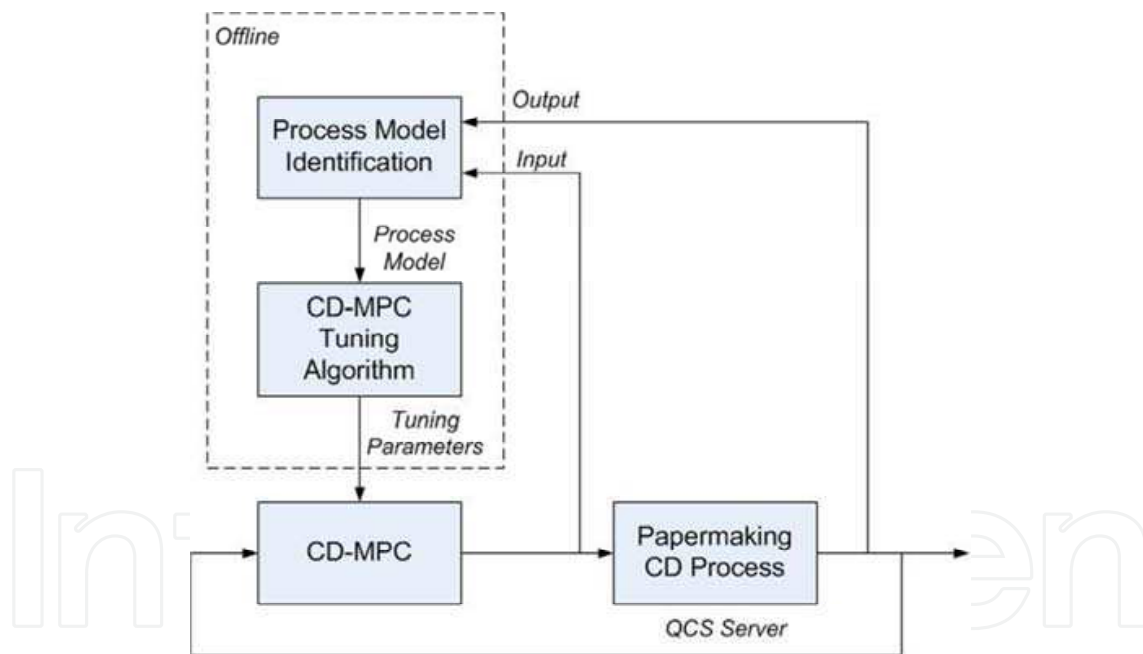 Offline
Output
Process Model
Identification
Input
Process
Model
CD-MPC
Tuning
Algorithm
Tuning
Parameters
CD-MPC
Papermaking
CD Process
QCS Server